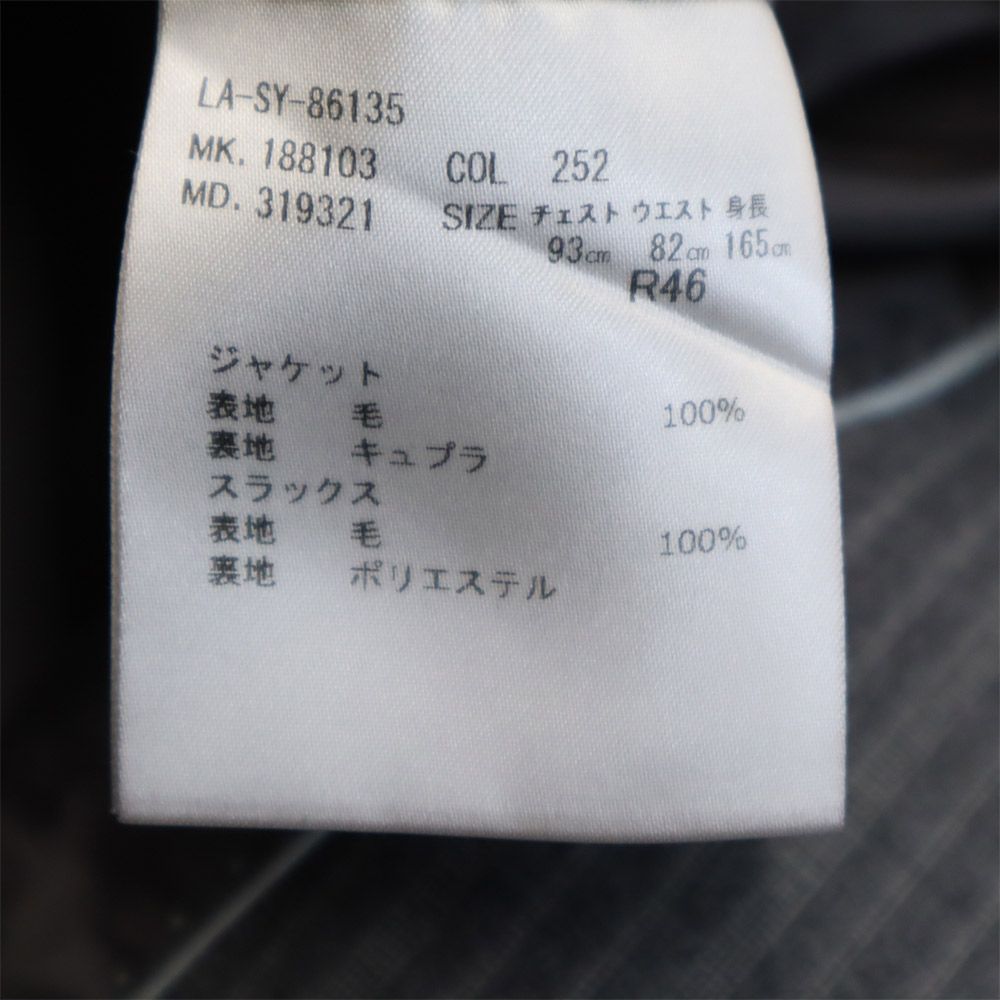 LA-SY-86135
MK. 188103 COL 252
MD. 319321 SIZE チェスト ウエスト 身長
93cm 82cm 165cm
R46
ジャケット
表地 毛 100%
裏地 キュプラ
スラックス
表地 毛 100%
裏地 ポリエステル